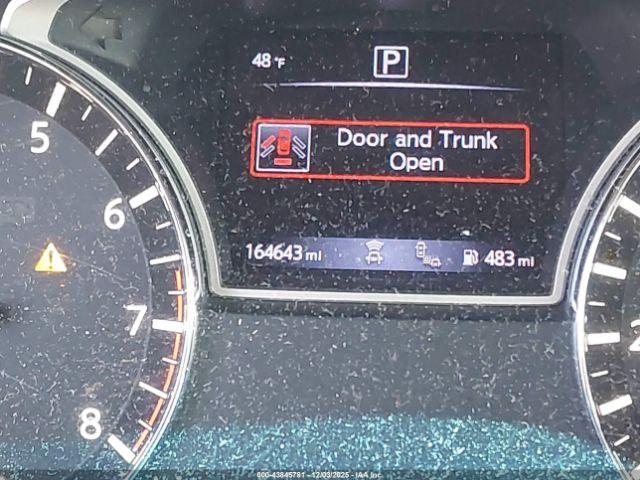 48°F P
5
Door and Trunk
Open
6
164643 mi 483 mi
7
2
8
000-43845781 - 12/03/2025 - IAA Inc.